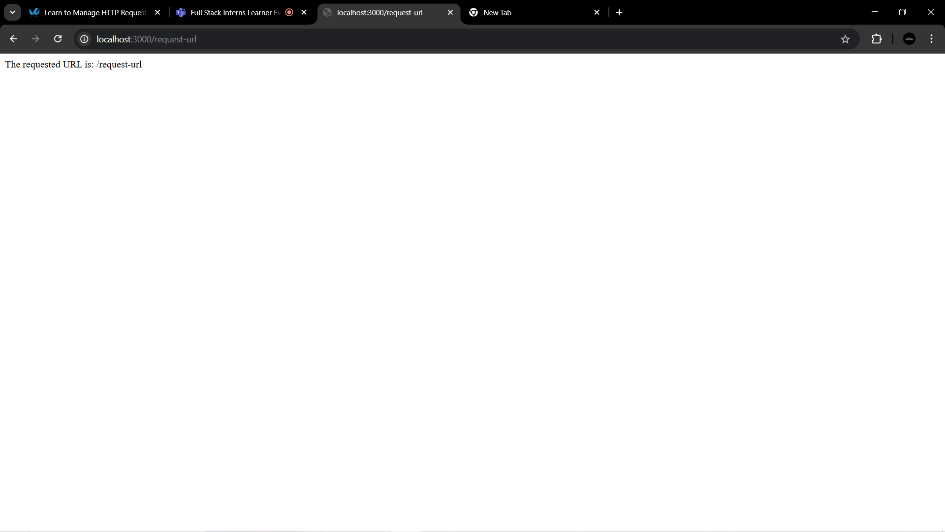 Learn to Manage HTTP Request
Full Stack Interns Learner E
localhost:3000/request-url
New Tab
localhost:3000/request-url
The requested URL is: /request-url